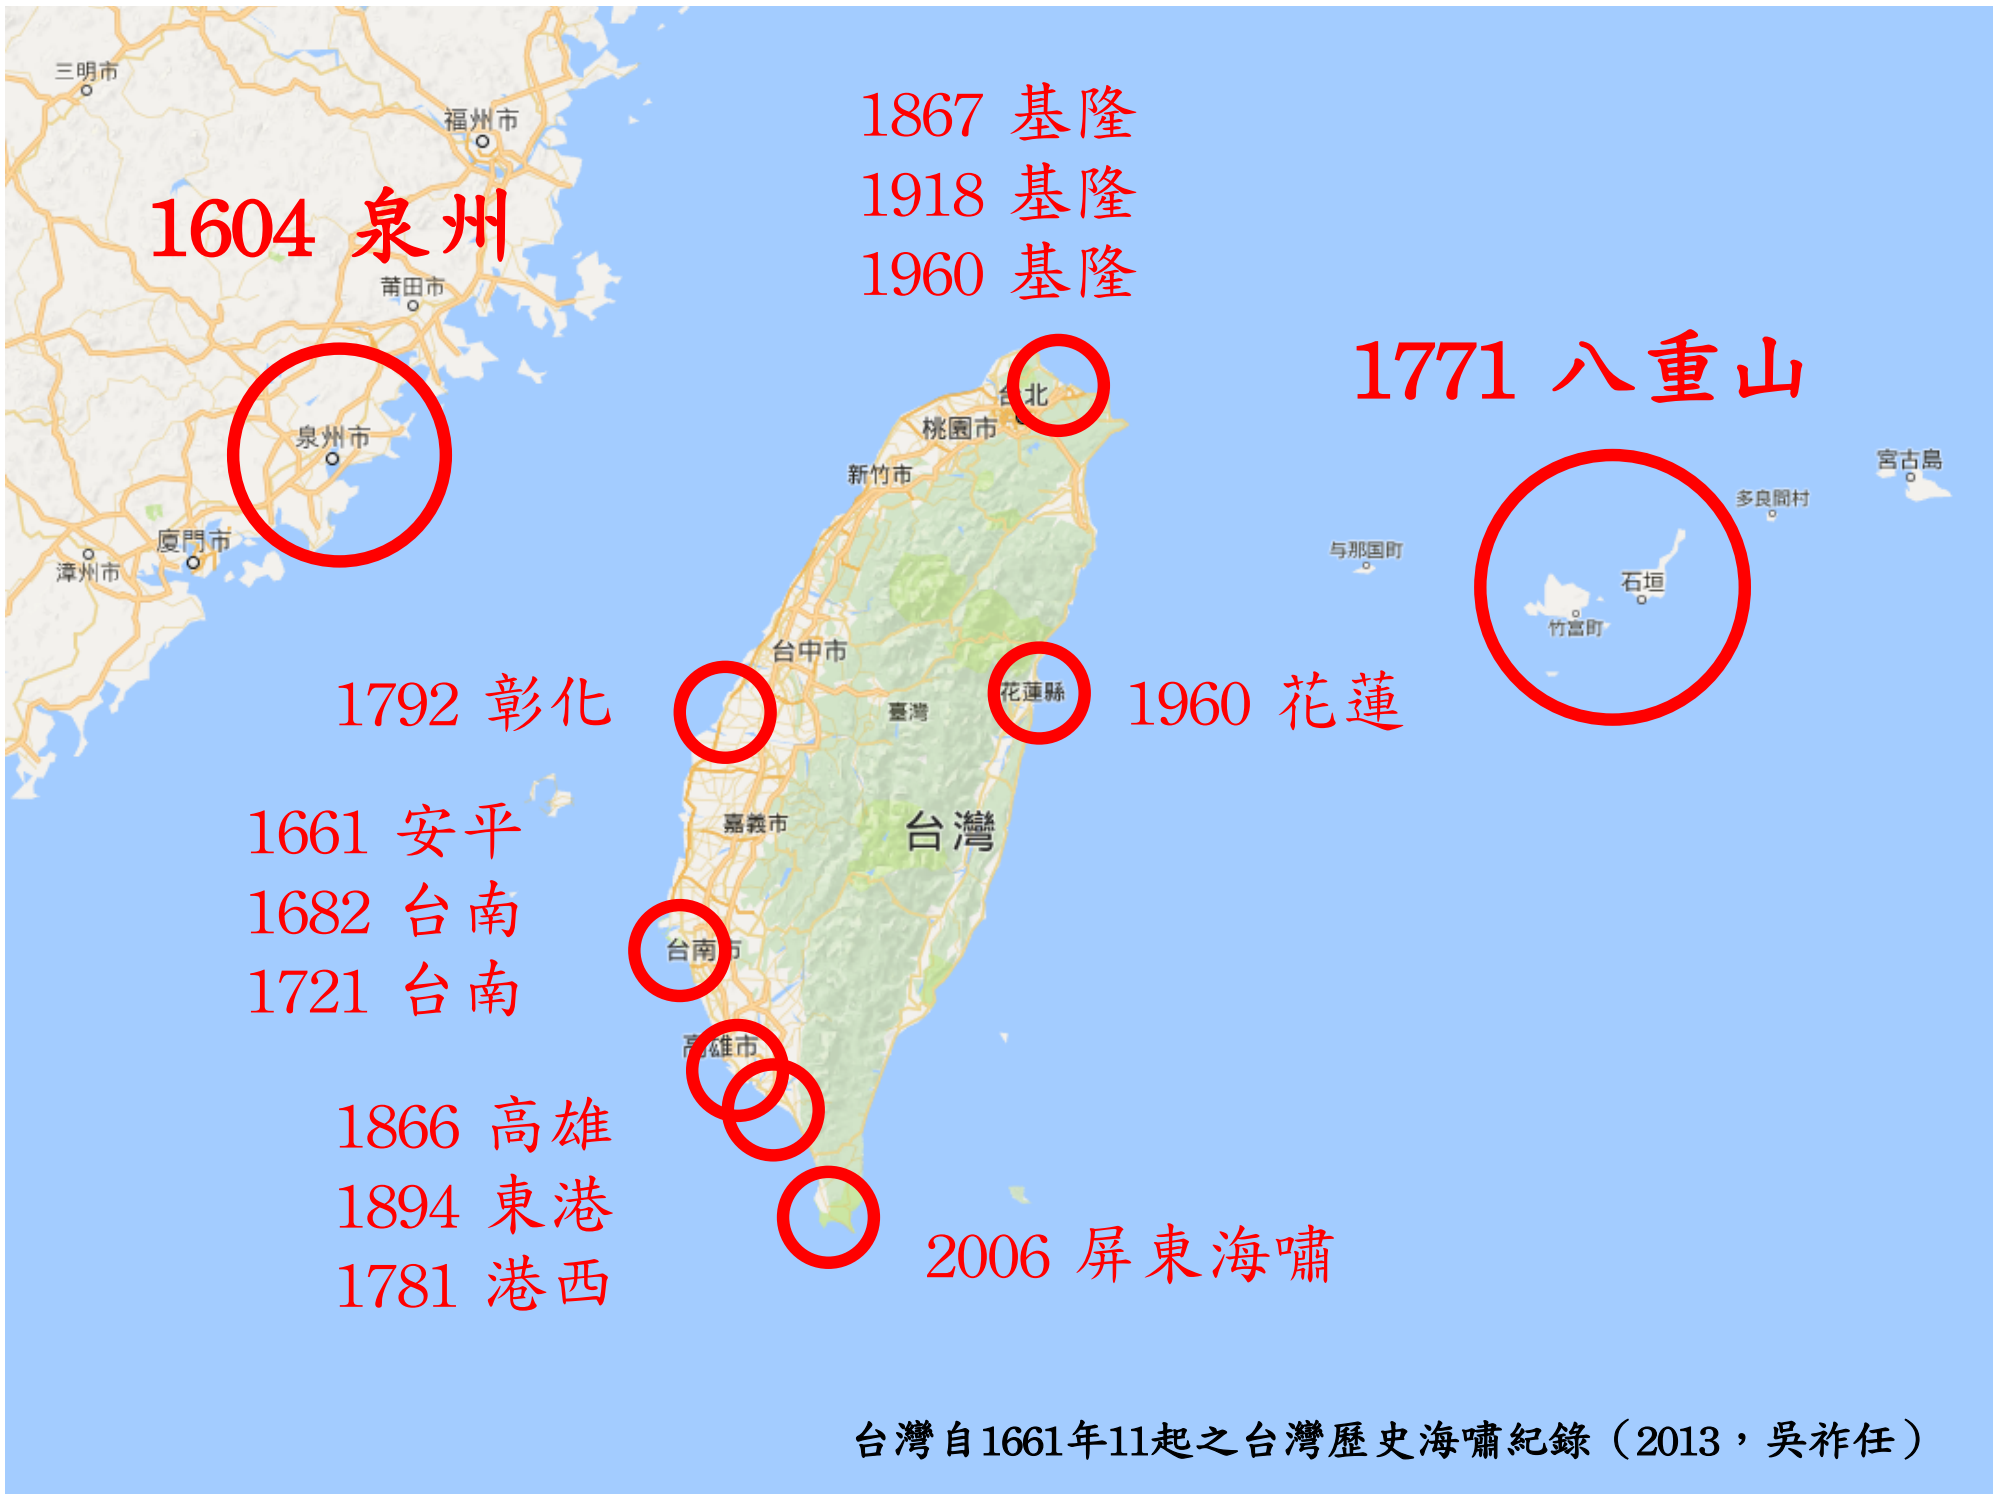 三明市
福州市
1867 基隆
1918 基隆
1960 基隆
1604 泉州
莆田市
1771 八重山
台北
桃園市
泉州市
新竹市
宮古島
多良間村
廈門市
与那国町
漳州市
石垣
竹富町
台中市
1792 彰化
花蓮縣
1960 花蓮
臺灣
1661 安平
嘉義市
台灣
1682 台南
台南市
1721 台南
高雄市
1866 高雄
1894 東港
1781 港西
2006 屏東海嘯
台灣自1661年11起之台灣歷史海嘯紀錄（2013，吳祚任）